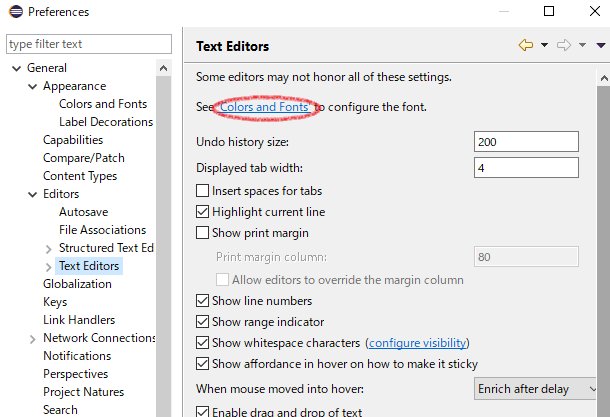 Preferences
type filter text
General
Appearance
Colors and Fonts
Label Decorations
Capabilities
Compare/Patch
Content Types
Editors
Autosave
File Associations
Structured Text Ed
Text Editors
Globalization
Keys
Link Handlers
Network Connections
Notifications
Perspectives
Project Natures
Search
Text Editors
Some editors may not honor all of these settings.
See Colors and Fonts to configure the font.
Undo history size: 200
Displayed tab width: 4
Insert spaces for tabs
Highlight current line
Show print margin
Print margin column: 80
Allow editors to override the margin column
Show line numbers
Show range indicator
Show whitespace characters (configure visibility)
Show affordance in hover on how to make it sticky
When mouse moved into hover: Enrich after delay
Enable drag and drop of text